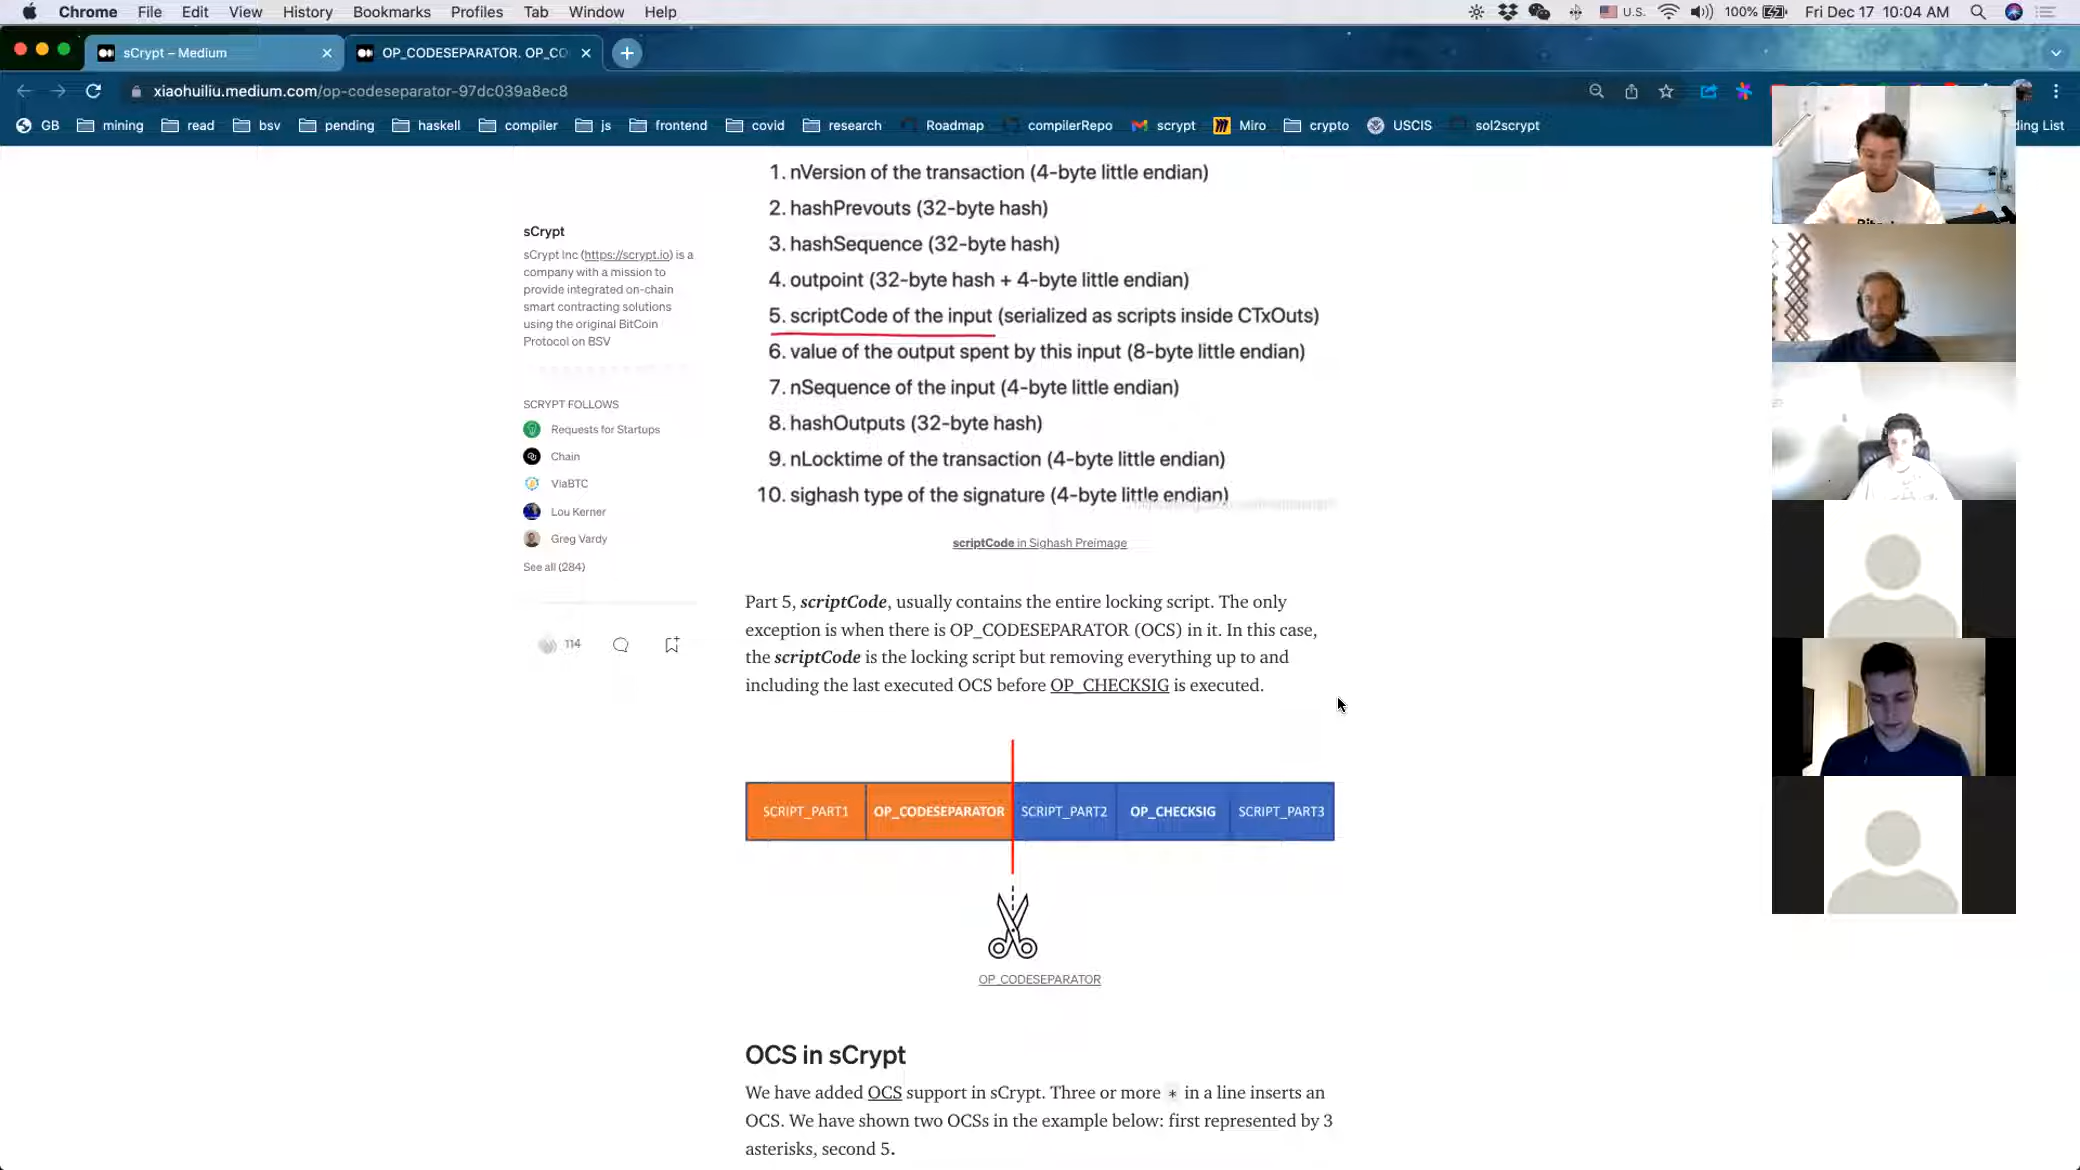 Chrome File Edit View History Bookmarks Profiles Tab Window Help
U.S. 100% Fri Dec 17 10:04 AM
sCrypt – Medium
OP_CODESEPARATOR. OP_CO
xiaohuiliu.medium.com/op-codeseparator-97dc039a8ec8
GB mining read bsv pending haskell compiler js frontend covid research Roadmap compilerRepo scrypt Miro crypto USCIS sol2scrypt ding List
sCrypt
sCrypt Inc (https://scrypt.io) is a
company with a mission to
provide integrated on-chain
smart contracting solutions
using the original BitCoin
Protocol on BSV
SCRYPT FOLLOWS
Requests for Startups
Chain
ViaBTC
Lou Kerner
Greg Vardy
See all (284)
114
1. nVersion of the transaction (4-byte little endian)
2. hashPrevouts (32-byte hash)
3. hashSequence (32-byte hash)
4. outpoint (32-byte hash + 4-byte little endian)
5. scriptCode of the input (serialized as scripts inside CTxOuts)
6. value of the output spent by this input (8-byte little endian)
7. nSequence of the input (4-byte little endian)
8. hashOutputs (32-byte hash)
9. nLocktime of the transaction (4-byte little endian)
10. sighash type of the signature (4-byte little endian)
scriptCode in Sighash Preimage
Part 5, scriptCode, usually contains the entire locking script. The only
exception is when there is OP_CODESEPARATOR (OCS) in it. In this case,
the scriptCode is the locking script but removing everything up to and
including the last executed OCS before OP_CHECKSIG is executed.
SCRIPT_PART1 OP_CODESEPARATOR SCRIPT_PART2 OP_CHECKSIG SCRIPT_PART3
OP_CODESEPARATOR
OCS in sCrypt
We have added OCS support in sCrypt. Three or more * in a line inserts an
OCS. We have shown two OCSs in the example below: first represented by 3
asterisks, second 5.